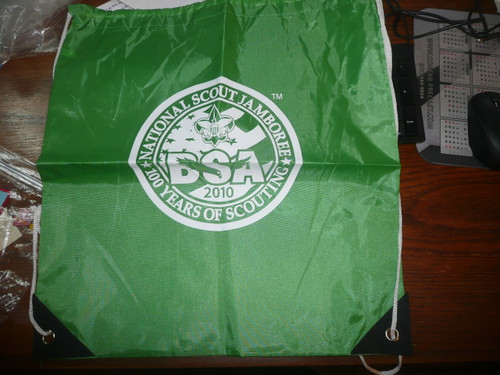 NATIONAL SCOUT JAMBOREE
TM
BSA
2010
100 YEARS OF SCOUTING